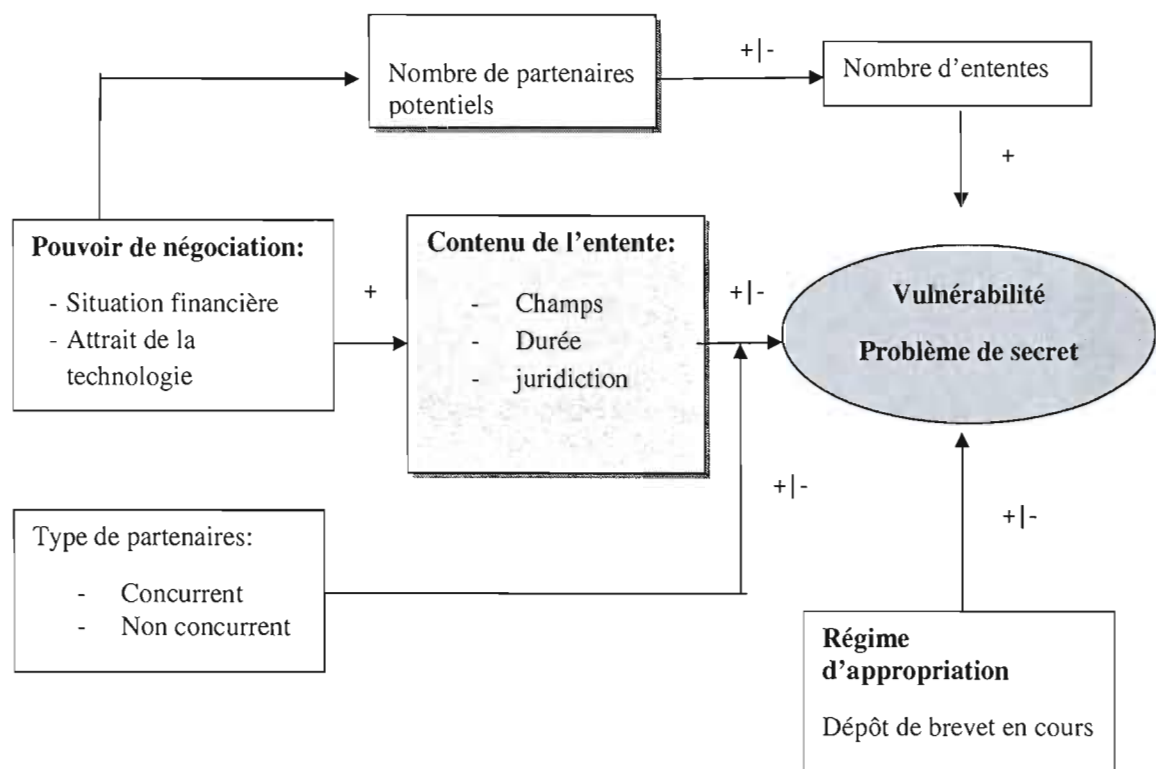 Nombre de partenaires
potentiels
+|-
Nombre d'ententes
+
Pouvoir de négociation:
- Situation financière
- Attrait de la
technologie
+
Contenu de l'entente:
- Champs
- Durée
- juridiction
+|-
Vulnérabilité
Problème de secret
+|-
+|-
Type de partenaires:
- Concurrent
- Non concurrent
Régime
d'appropriation
Dépôt de brevet en cours